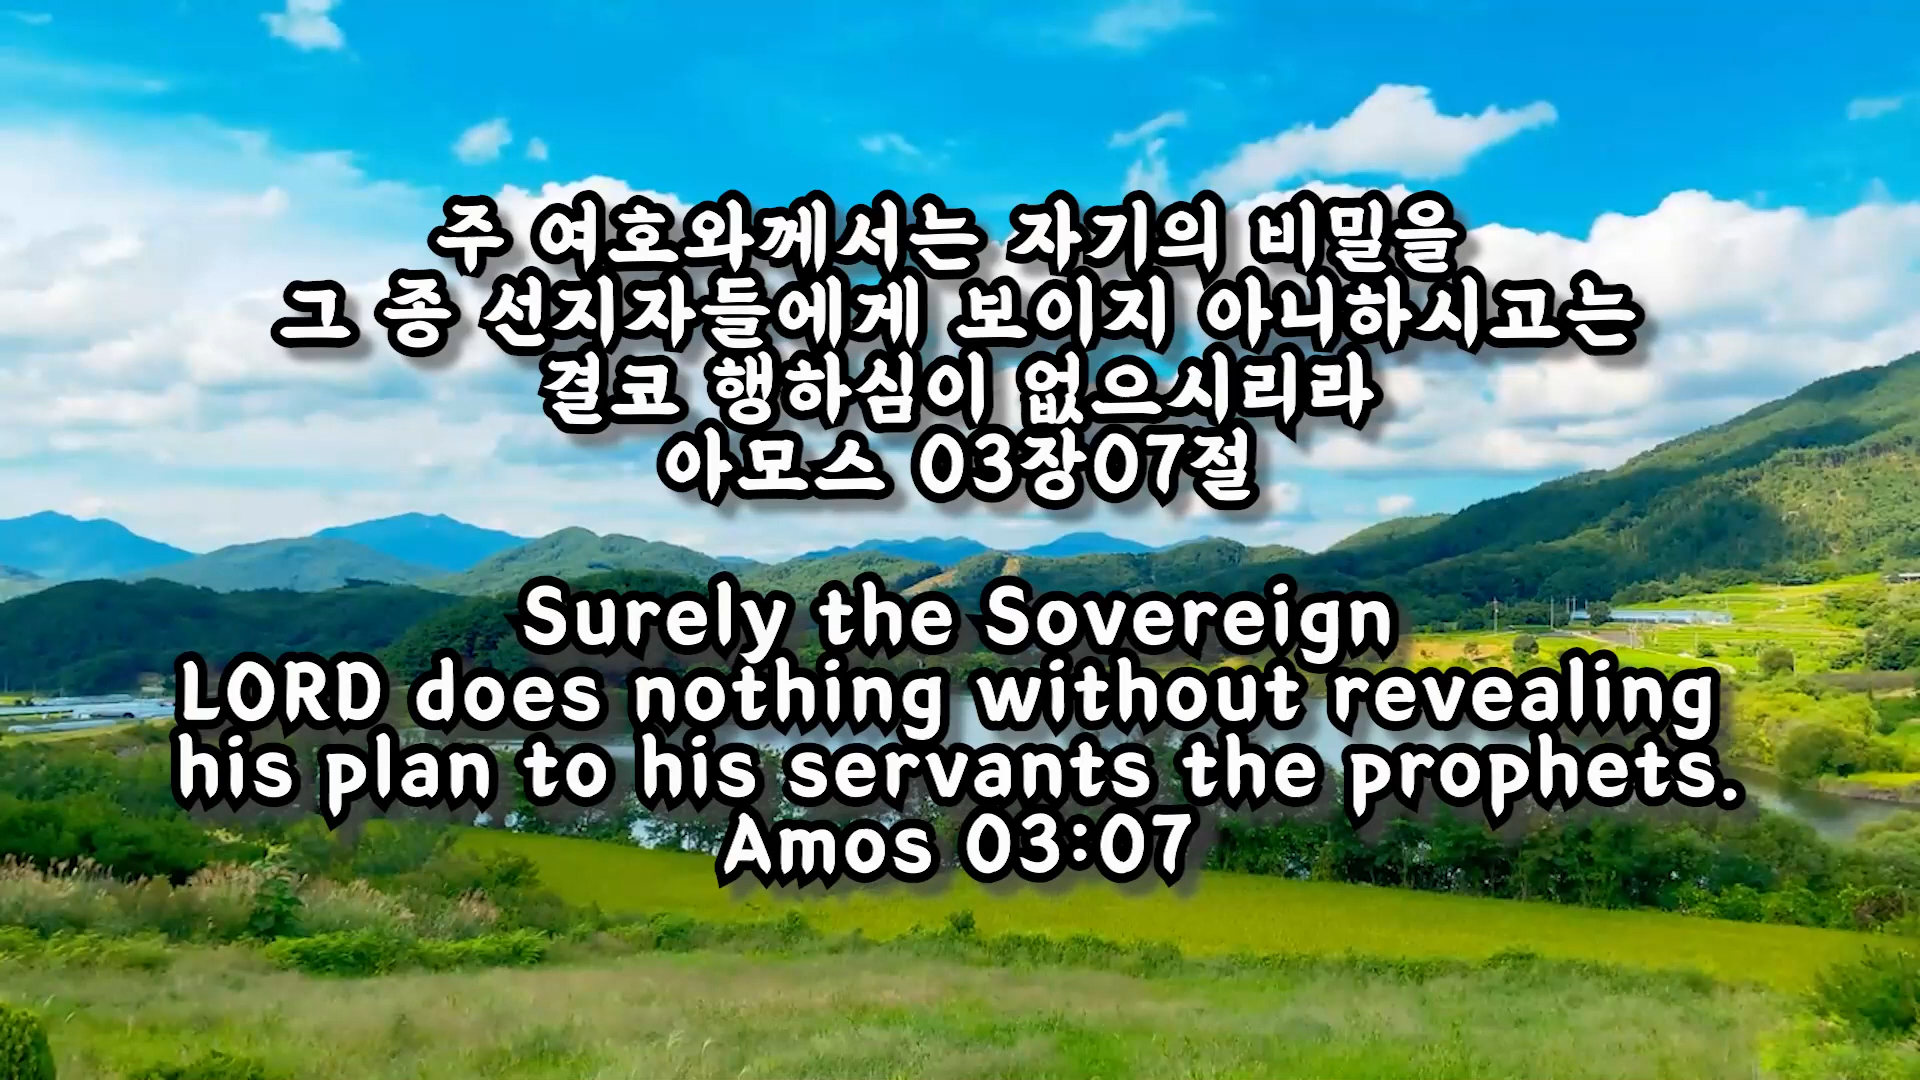 주 여호와께서는 자기의 비밀을
그 종 선지자들에게 보이지 아니하시고는
결코 행하심이 없으시리라
아모스 03장07절
Surely the Sovereign
LORD does nothing without revealing
his plan to his servants the prophets.
Amos 03:07